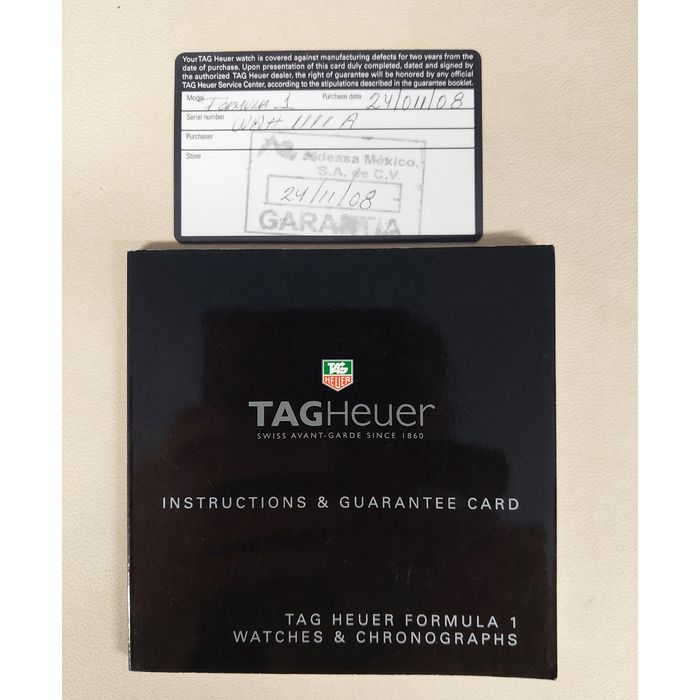 Your TAG Heuer watch is covered against manufacturing defects for two years from the
date of purchase. Upon presentation of this card duly completed, dated and signed by
the authorized TAG Heuer dealer, the right of guarantee will be honored by any official
TAG Heuer Service Center, according to the stipulations described in the guarantee booklet.
Model FORMULA 1 Purchase date 24/011/08
Serial number WAH 1111 A
Purchaser
Store
Aldeasa México,
S.A. de C.V.
24/11/08
GARANTIA
TAG
HEUER
TAGHeuer
SWISS AVANT-GARDE SINCE 1860
INSTRUCTIONS & GUARANTEE CARD
TAG HEUER FORMULA 1
WATCHES & CHRONOGRAPHS